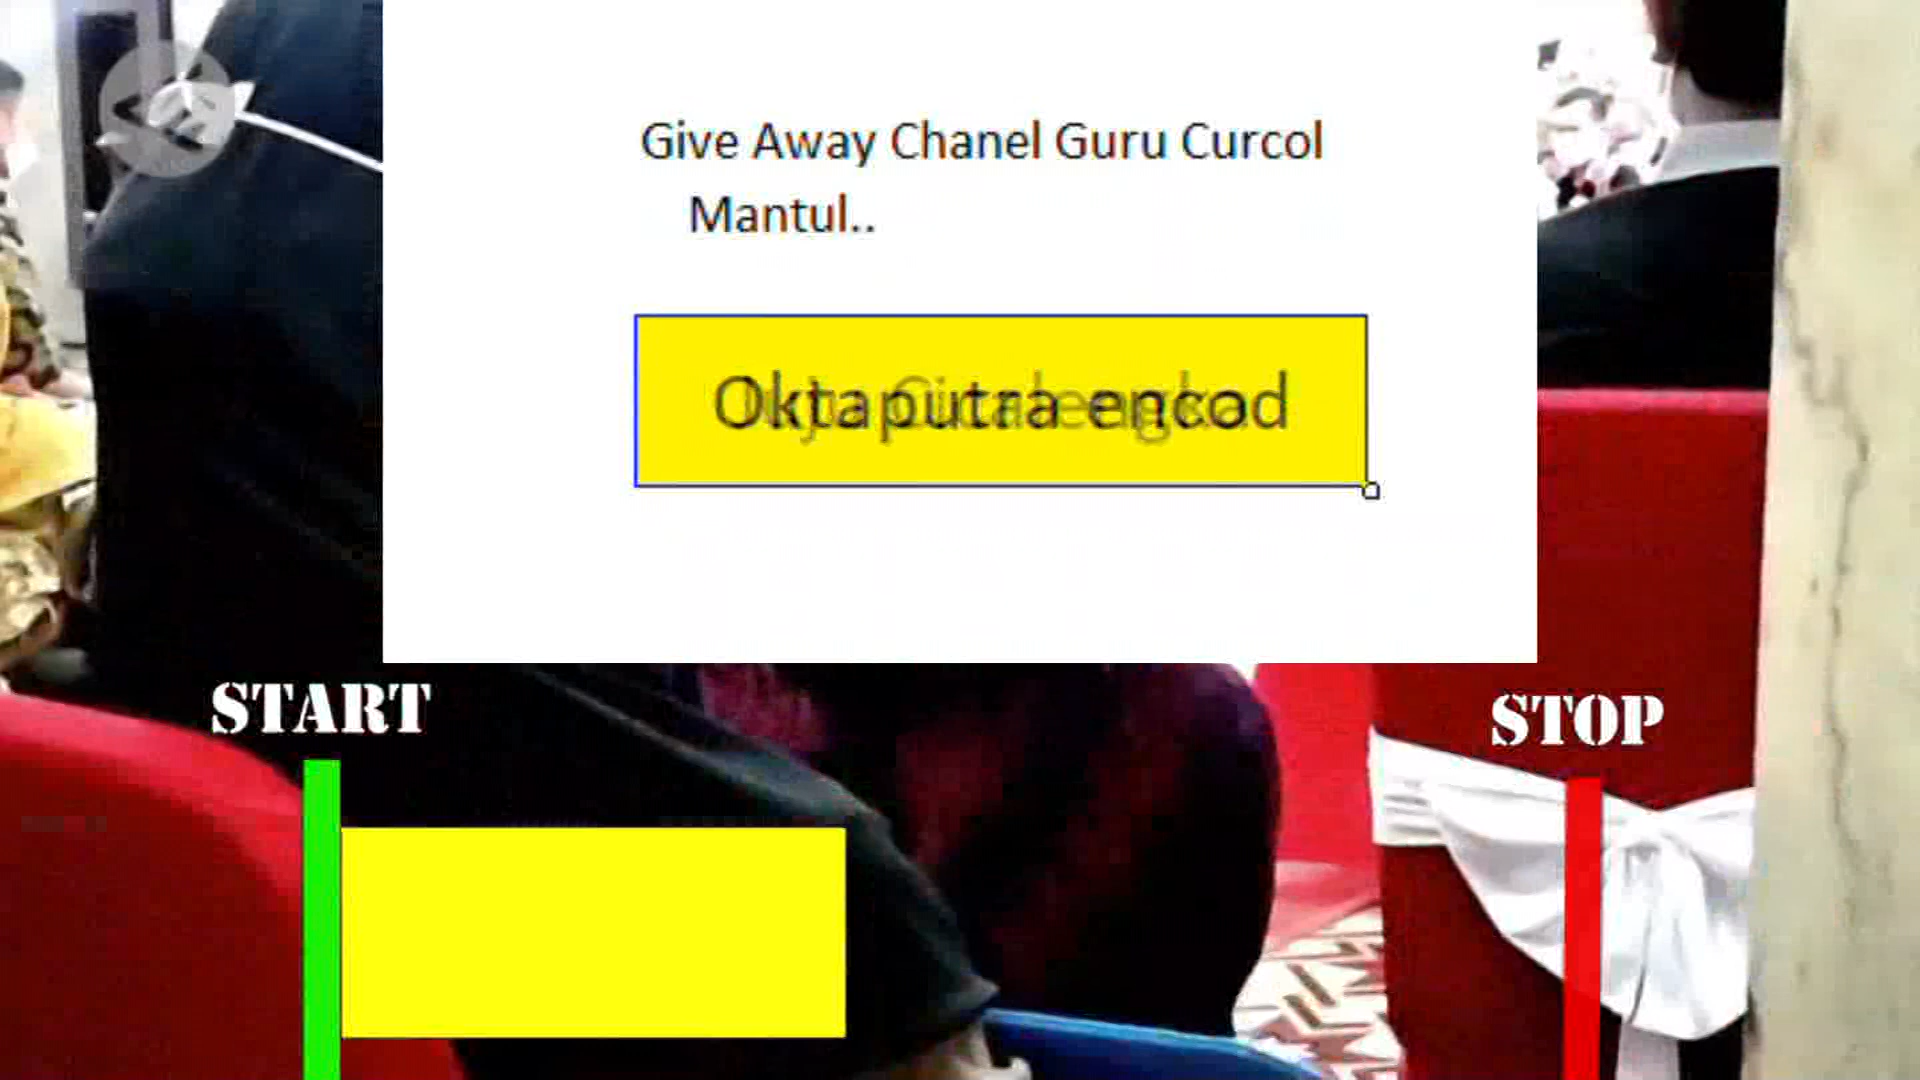 Give Away Chanel Guru Curcol
Mantul..
Oktaputra encod
START
STOP